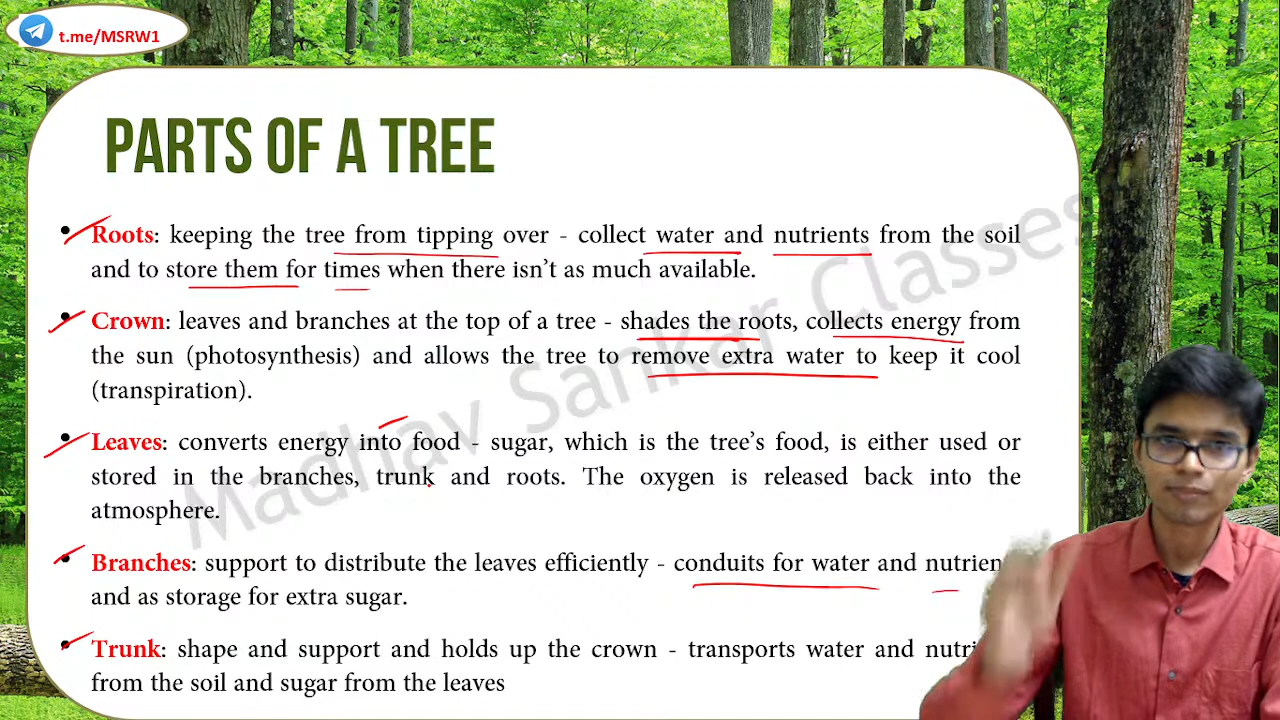 t.me/MSRW1
PARTS OF A TREE
• Roots: keeping the tree from tipping over - collect water and nutrients from the soil
and to store them for times when there isn't as much available.
• Crown: leaves and branches at the top of a tree - shades the roots, collects energy from
the sun (photosynthesis) and allows the tree to remove extra water to keep it cool
(transpiration).
• Leaves: converts energy into food - sugar, which is the tree's food, is either used or
stored in the branches, trunk and roots. The oxygen is released back into the
atmosphere.
• Branches: support to distribute the leaves efficiently - conduits for water and
and as storage for extra sugar.
• Trunk: shape and support and holds up the crown - transports water and
from the soil and sugar from the leaves
Madhav Sankar Classes